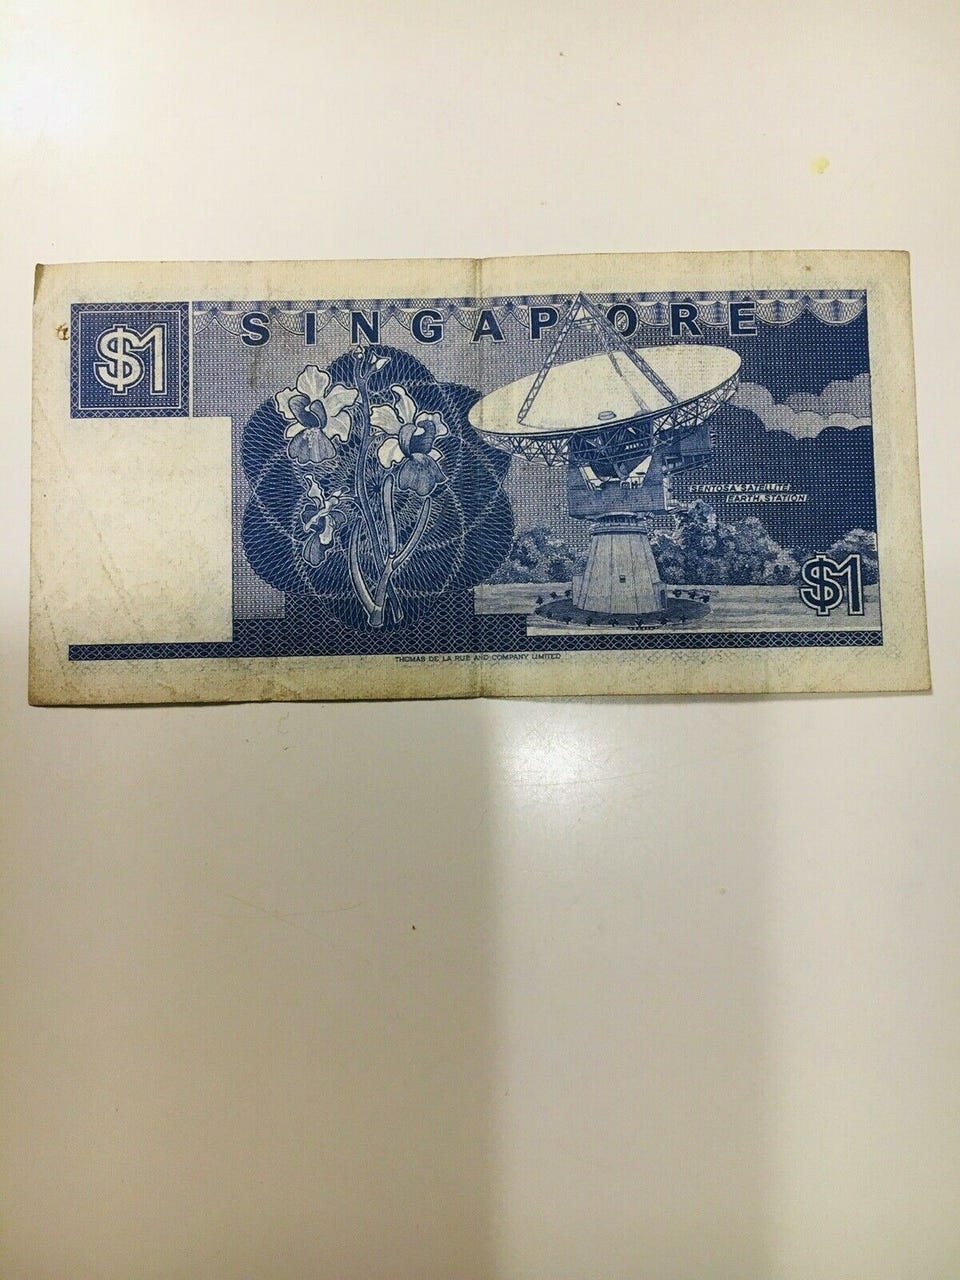 $1
SINGAPORE
SENTOSA SATELLITE
EARTH STATION
$1
THOMAS DE LA RUE AND COMPANY LIMITED